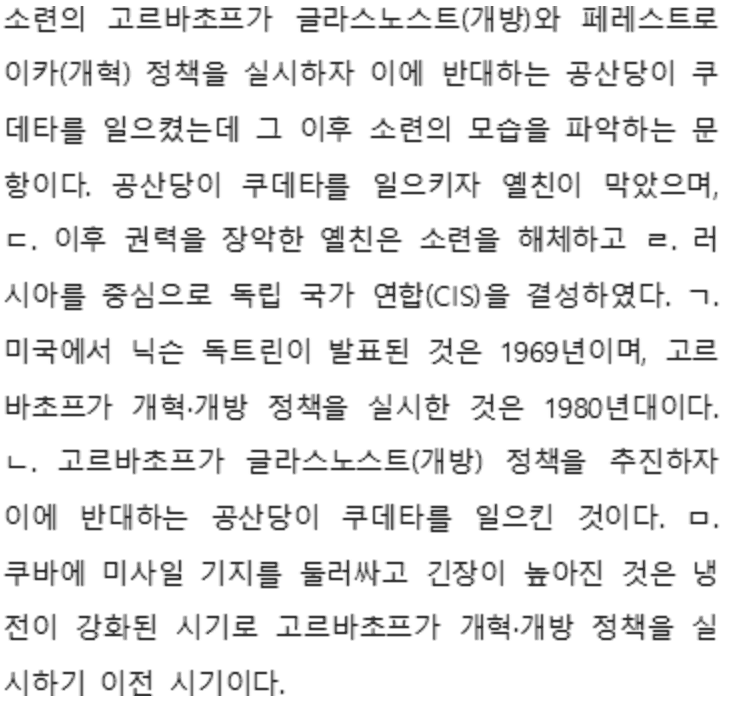 소련의 고르바초프가 글라스노스트(개방)와 페레스트로
이카(개혁) 정책을 실시하자 이에 반대하는 공산당이 쿠
데타를 일으켰는데 그 이후 소련의 모습을 파악하는 문
항이다. 공산당이 쿠데타를 일으키자 옐친이 막았으며,
ㄷ. 이후 권력을 장악한 옐친은 소련을 해체하고 ㄹ. 러
시아를 중심으로 독립 국가 연합(CIS)을 결성하였다. ㄱ.
미국에서 닉슨 독트린이 발표된 것은 1969년이며, 고르
바초프가 개혁·개방 정책을 실시한 것은 1980년대이다.
ㄴ. 고르바초프가 글라스노스트(개방) 정책을 추진하자
이에 반대하는 공산당이 쿠데타를 일으킨 것이다. ㅁ.
쿠바에 미사일 기지를 둘러싸고 긴장이 높아진 것은 냉
전이 강화된 시기로 고르바초프가 개혁·개방 정책을 실
시하기 이전 시기이다.